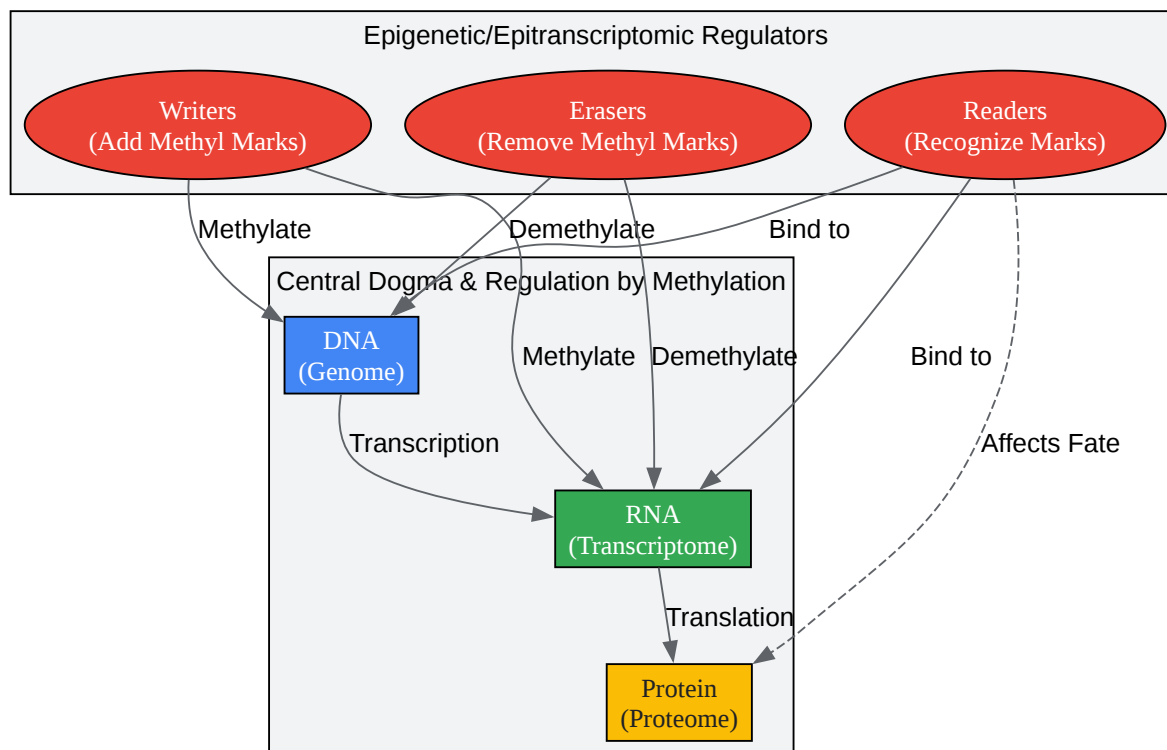 Epigenetic/Epitranscriptomic Regulators
Writers
(Add Methyl Marks)
Erasers
(Remove Methyl Marks)
Readers
(Recognize Marks)
Methylate
Demethylate
Bind to
Central Dogma & Regulation by Methylation
DNA
(Genome)
Methylate
Demethylate
Bind to
Transcription
Affects Fate
RNA
(Transcriptome)
Translation
Protein
(Proteome)